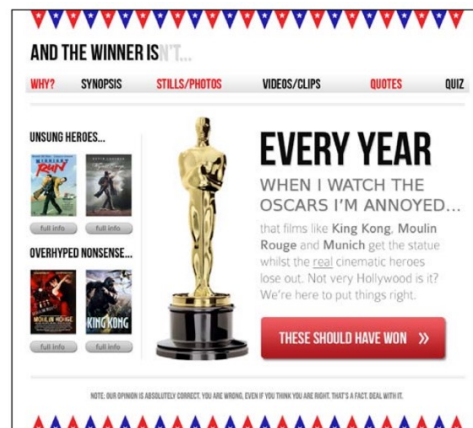 AND THE WINNER ISN'T...
WHY? SYNOPSIS STILLS/PHOTOS VIDEOS/CLIPS QUOTES QUIZ
UNSUNG HEROES...
MIDNIGHT RUN
full info full info
OVERHYPED NONSENSE...
MOULIN ROUGE KING KONG
full info full info
EVERY YEAR
WHEN I WATCH THE
OSCARS I'M ANNOYED...
that films like King Kong, Moulin
Rouge and Munich get the statue
whilst the real cinematic heroes
lose out. Not very Hollywood is it?
We're here to put things right.
THESE SHOULD HAVE WON »
NOTE: OUR OPINION IS ABSOLUTELY CORRECT, YOU ARE WRONG, EVEN IF YOU THINK YOU ARE RIGHT. THAT'S A FACT. DEAL WITH IT.